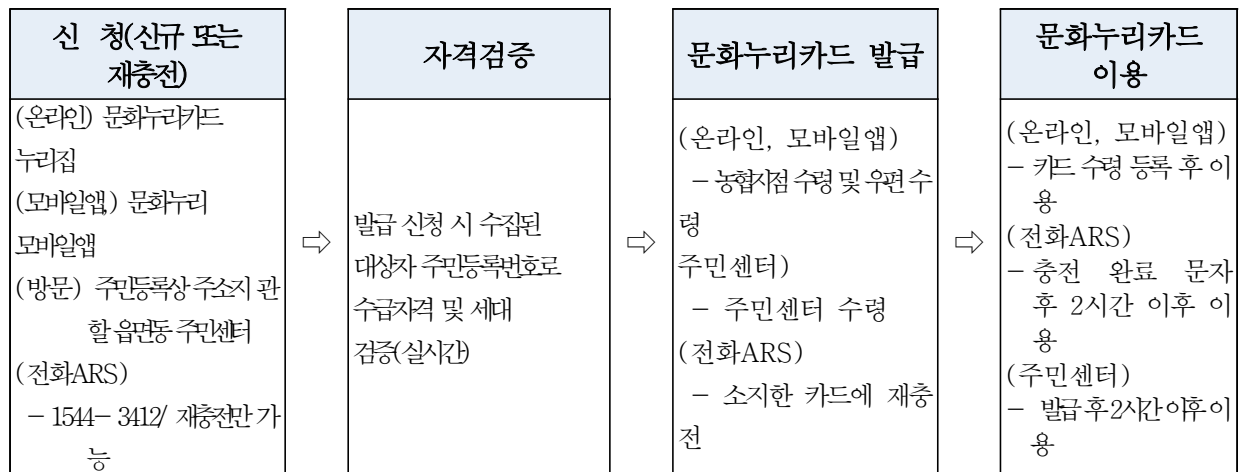 신 청(신규 또는
재충전)
(온라인) 문화누리카드
누리집
(모바일앱) 문화누리
모바일앱
(방문) 주민등록상 주소지 관
할 읍면동 주민센터
(전화ARS)
- 1544- 3412/ 재충전만 가
능
⇨
자격검증
발급 신청 시 수집된
대상자 주민등록번호로
수급자격 및 세대
검증(실시간)
⇨
문화누리카드 발급
(온라인, 모바일앱)
- 농협지점 수령 및 우편 수
령
주민센터)
- 주민센터 수령
(전화ARS)
- 소지한 카드에 재충
전
⇨
문화누리카드
이용
(온라인, 모바일앱)
- 카드 수령 등록 후 이
용
(전화ARS)
- 충전 완료 문자
후 2시간 이후 이
용
(주민센터)
- 발급 후 2시간 이후 이
용